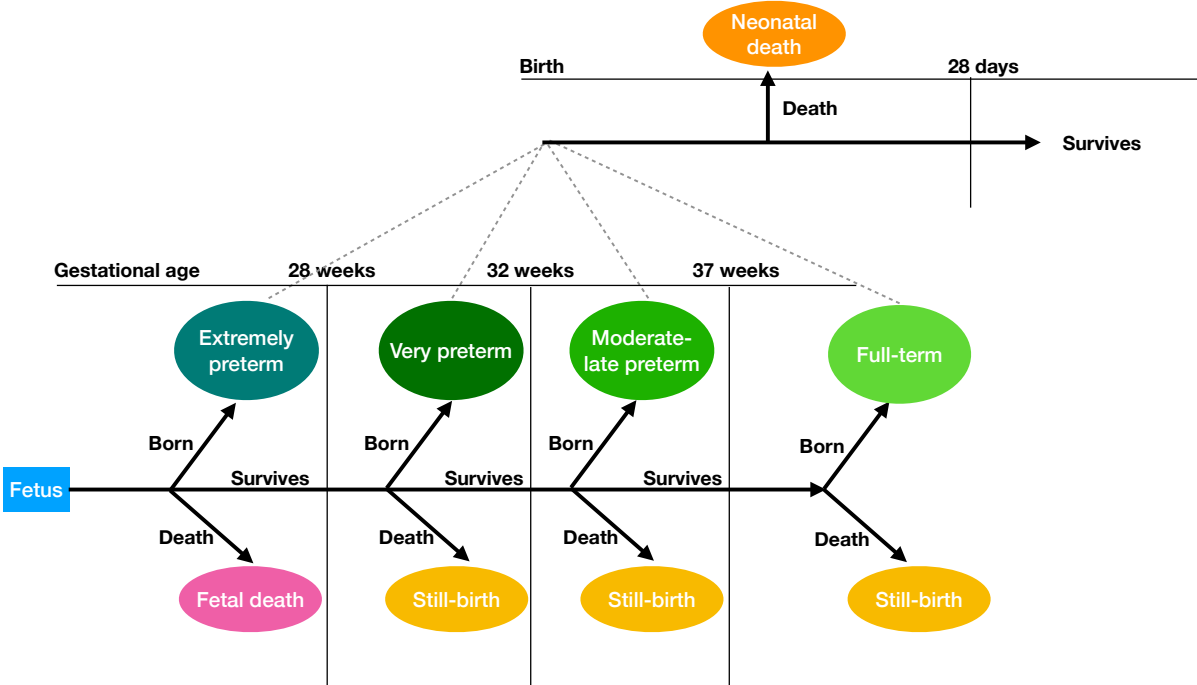 Neonatal
death
Birth
28 days
Death
Survives
Gestational age
28 weeks
32 weeks
37 weeks
Extremely
preterm
Very preterm
Moderate-
late preterm
Full-term
Born
Born
Born
Born
Fetus
Survives
Survives
Survives
Death
Death
Death
Death
Fetal death
Still-birth
Still-birth
Still-birth